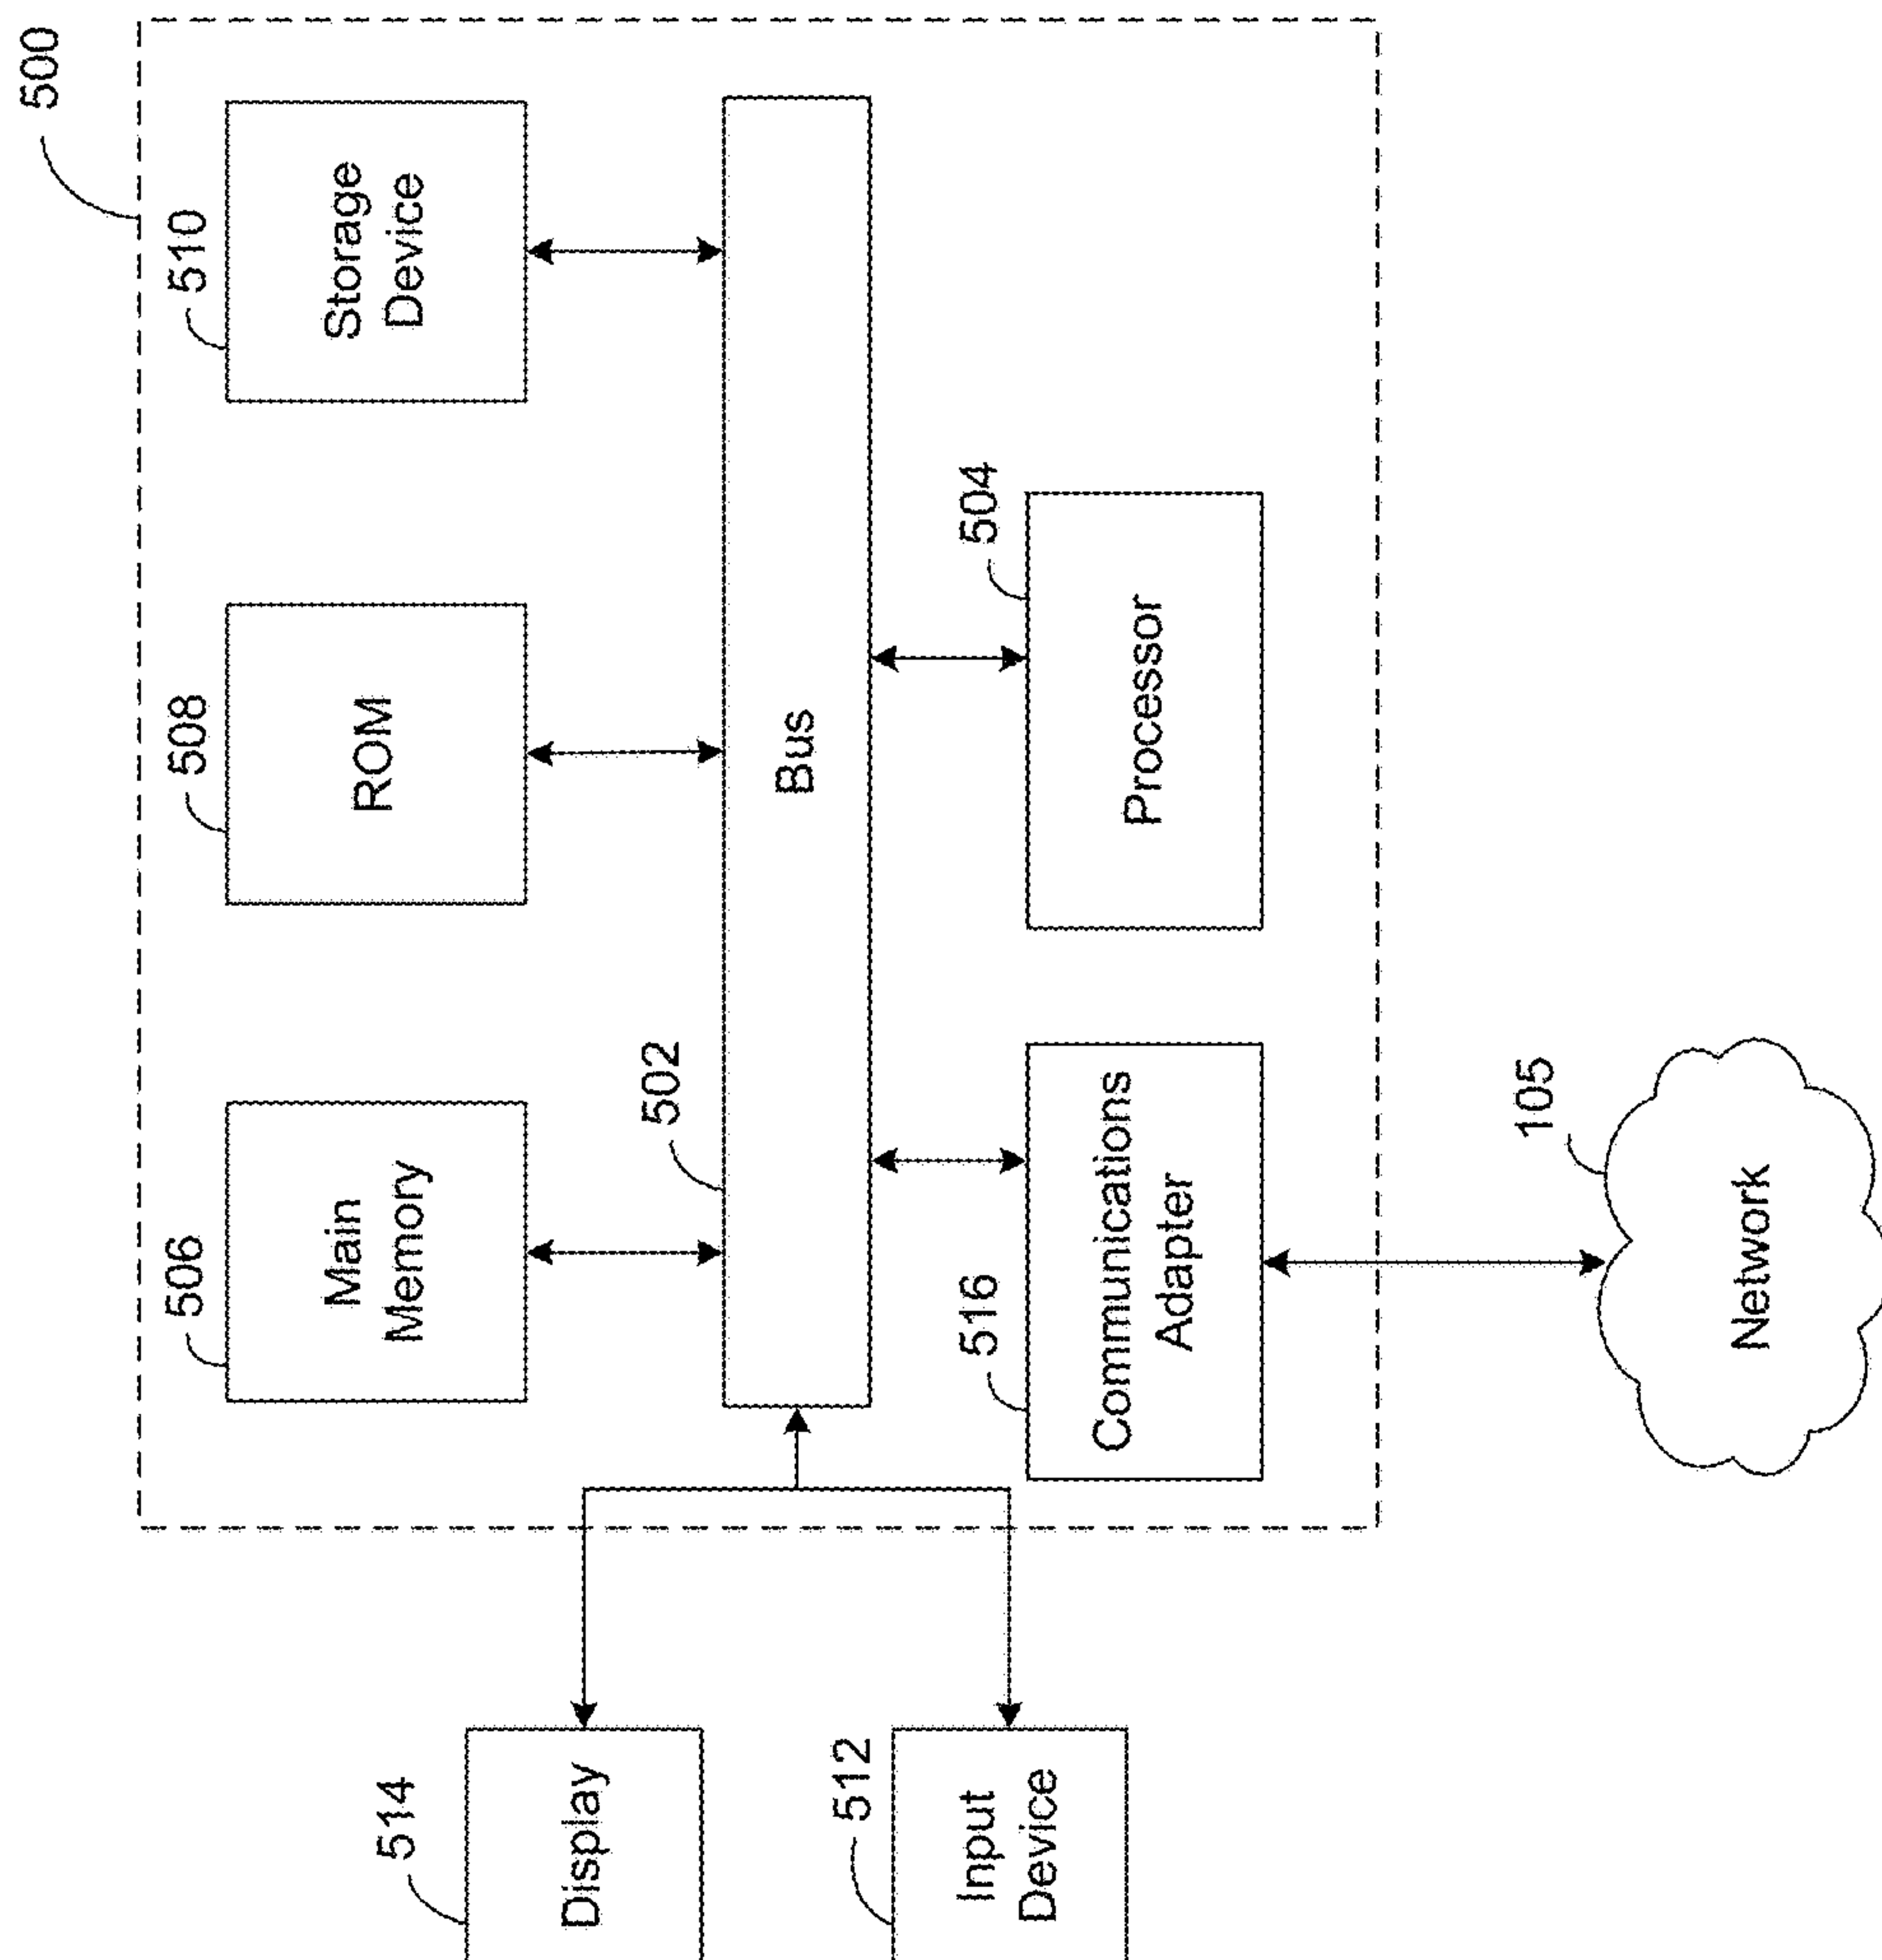 500
506
Main
Memory
508
ROM
510
Storage
Device
514
Display
502
Bus
512
Input
Device
516
Communications
Adapter
504
Processor
105
Network